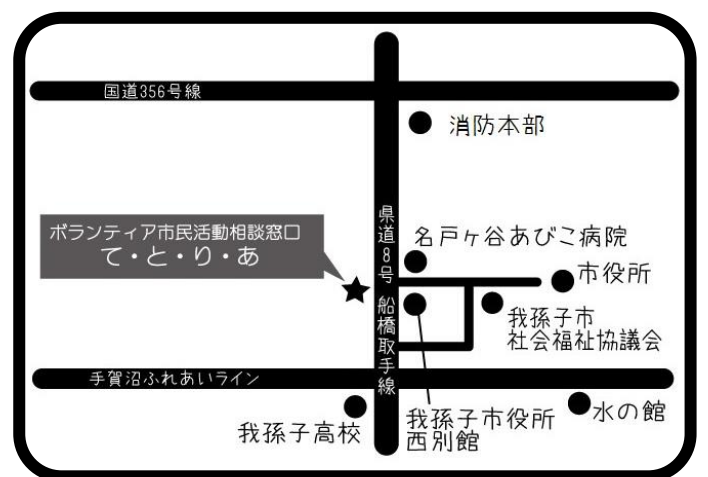 国道356号線
消防本部
ボランティア市民活動相談窓口
て・と・り・あ
県道8号 船橋取手線
名戸ヶ谷あびこ病院
市役所
我孫子市
社会福祉協議会
手賀沼ふれあいライン
我孫子高校
我孫子市役所
西別館
水の館